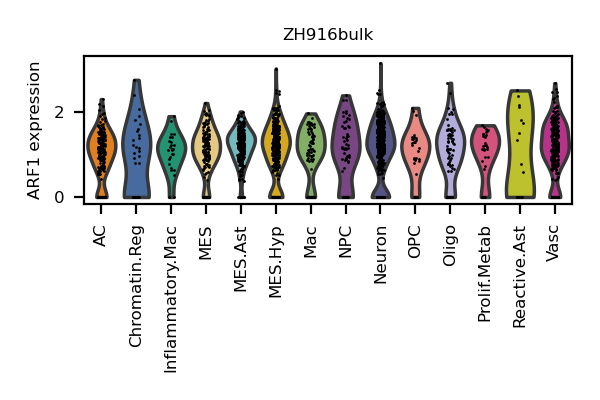 ZH916bulk
ARF1 expression
2
0
AC
Chromatin.Reg
Inflammatory.Mac
MES
MES.Ast
MES.Hyp
Mac
NPC
Neuron
OPC
Oligo
Prolif.Metab
Reactive.Ast
Vasc